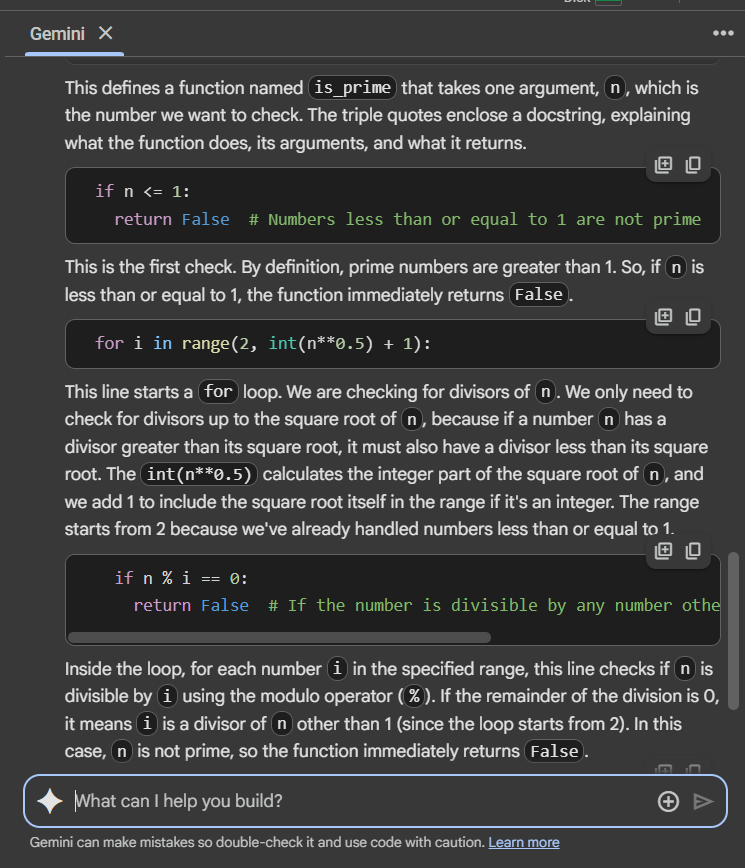 Gemini
This defines a function named is_prime that takes one argument, n, which is
the number we want to check. The triple quotes enclose a docstring, explaining
what the function does, its arguments, and what it returns.
if n <= 1:
return False  # Numbers less than or equal to 1 are not prime
This is the first check. By definition, prime numbers are greater than 1. So, if n is
less than or equal to 1, the function immediately returns False.
for i in range(2, int(n**0.5) + 1):
This line starts a for loop. We are checking for divisors of n. We only need to
check for divisors up to the square root of n, because if a number n has a
divisor greater than its square root, it must also have a divisor less than its square
root. The int(n**0.5) calculates the integer part of the square root of n, and
we add 1 to include the square root itself in the range if it's an integer. The range
starts from 2 because we've already handled numbers less than or equal to 1.
if n % i == 0:
return False  # If the number is divisible by any number othe
Inside the loop, for each number i in the specified range, this line checks if n is
divisible by i using the modulo operator (%). If the remainder of the division is 0,
it means i is a divisor of n other than 1 (since the loop starts from 2). In this
case, n is not prime, so the function immediately returns False.
What can I help you build?
Gemini can make mistakes so double-check it and use code with caution. Learn more